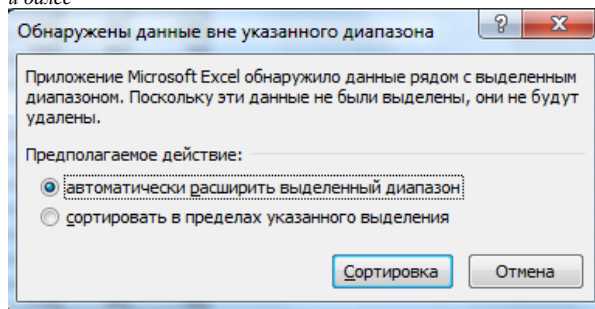 и более
Обнаружены данные вне указанного диапазона
Приложение Microsoft Excel обнаружило данные рядом с выделенным
диапазоном. Поскольку эти данные не были выделены, они не будут
удалены.
Предполагаемое действие:
автоматически расширить выделенный диапазон
сортировать в пределах указанного выделения
Сортировка Отмена